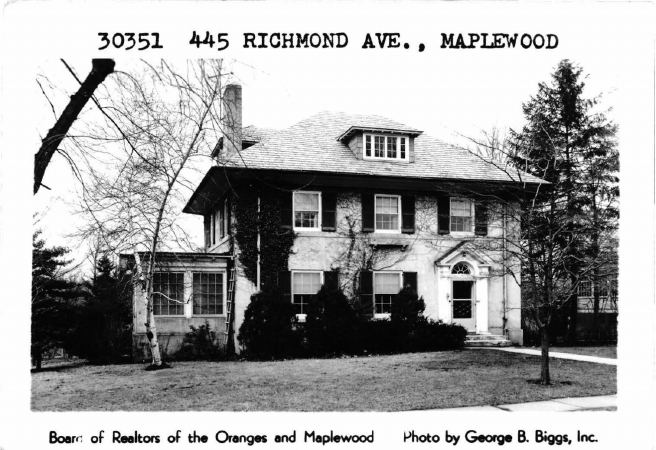 30351 445 RICHMOND AVE., MAPLEWOOD
Board of Realtors of the Oranges and Maplewood Photo by George B. Biggs, Inc.